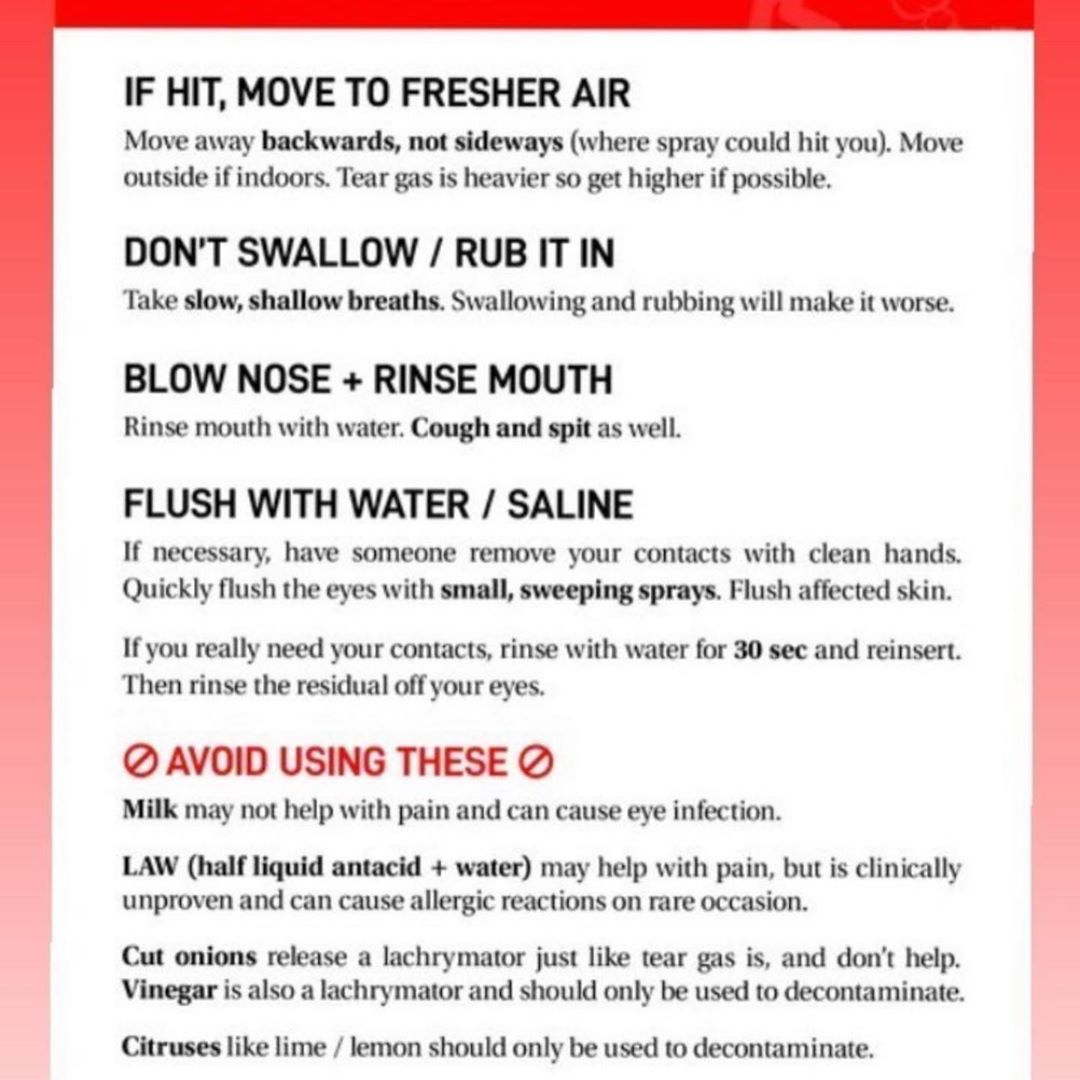 IF HIT, MOVE TO FRESHER AIR
Move away backwards, not sideways (where spray could hit you). Move
outside if indoors. Tear gas is heavier so get higher if possible.
DON'T SWALLOW / RUB IT IN
Take slow, shallow breaths. Swallowing and rubbing will make it worse.
BLOW NOSE + RINSE MOUTH
Rinse mouth with water. Cough and spit as well.
FLUSH WITH WATER / SALINE
If necessary, have someone remove your contacts with clean hands.
Quickly flush the eyes with small, sweeping sprays. Flush affected skin.
If you really need your contacts, rinse with water for 30 sec and reinsert.
Then rinse the residual off your eyes.
AVOID USING THESE
Milk may not help with pain and can cause eye infection.
LAW (half liquid antacid + water) may help with pain, but is clinically
unproven and can cause allergic reactions on rare occasion.
Cut onions release a lachrymator just like tear gas is, and don't help.
Vinegar is also a lachrymator and should only be used to decontaminate.
Citruses like lime / lemon should only be used to decontaminate.